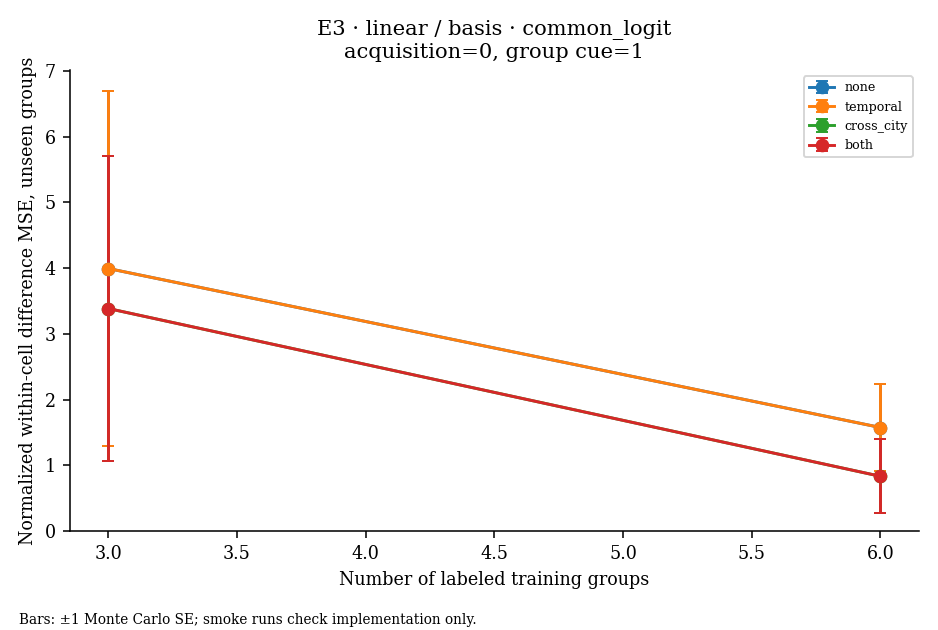 E3 · linear / basis · common_logit
acquisition=0, group cue=1
Normalized within-cell difference MSE, unseen groups
7
6
5
4
3
2
1
0
none
temporal
cross_city
both
3.0 3.5 4.0 4.5 5.0 5.5 6.0
Number of labeled training groups
Bars: ±1 Monte Carlo SE; smoke runs check implementation only.